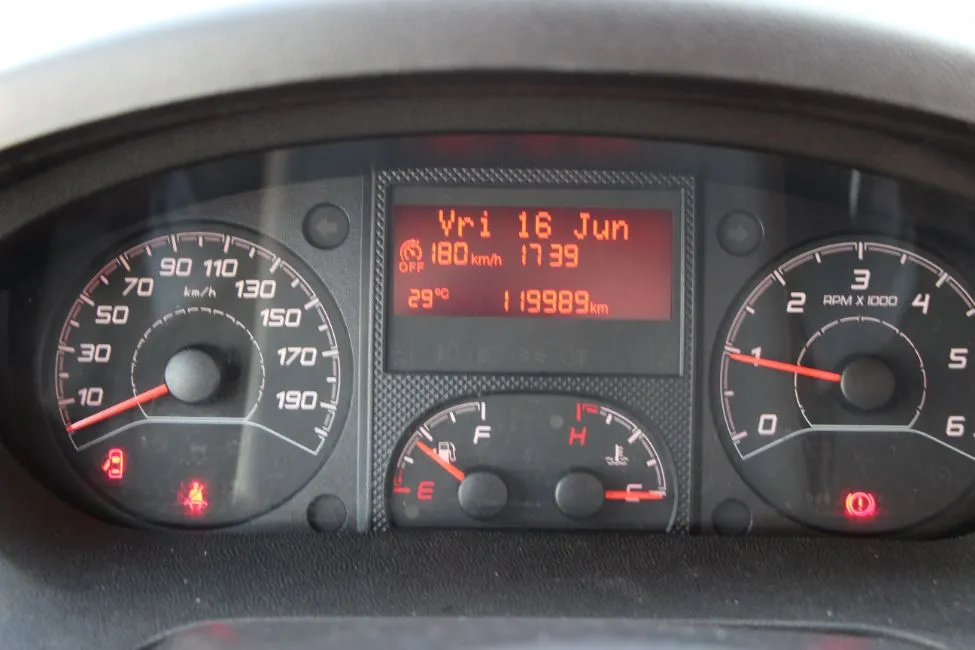 Vri 16 Jun
OFF 180 km/h 17 39
29°C 119989 km
10 30 50 70 90 110 130 150 170 190
km/h
0 1 2 3 4 5 6
RPM X 1000
E F
H C